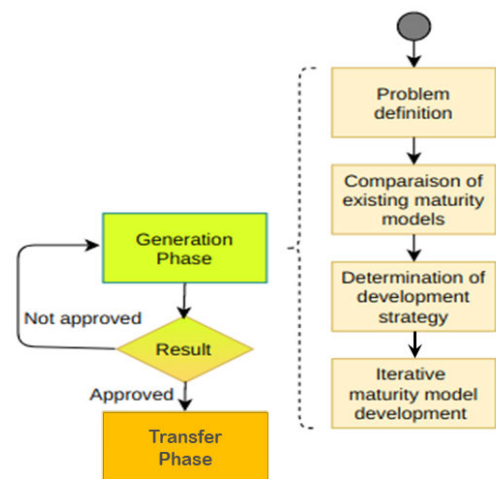 Problem
definition
Comparaison of
existing maturity
models
Determination of
development
strategy
Iterative
maturity model
development
Generation
Phase
Not approved
Result
Approved
Transfer
Phase